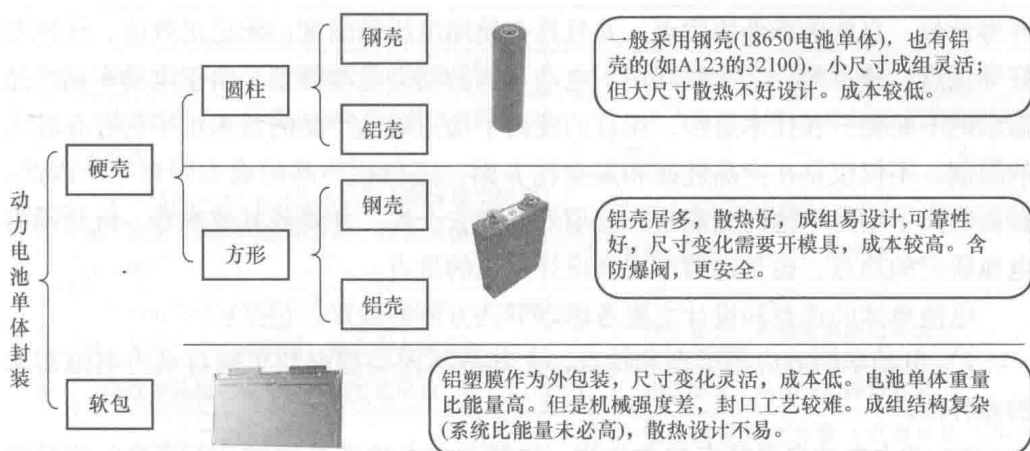 动力电池单体封装
硬壳
圆柱
钢壳
铝壳
一般采用钢壳(18650电池单体)，也有铝
壳的(如A123的32100)，小尺寸成组灵活；
但大尺寸散热不好设计。成本较低。
方形
钢壳
铝壳
铝壳居多，散热好，成组易设计,可靠性
好，尺寸变化需要开模具，成本较高。含
防爆阀，更安全。
软包
铝塑膜作为外包装，尺寸变化灵活，成本低。电池单体重量
比能量高。但是机械强度差，封口工艺较难。成组结构复杂
(系统比能量未必高)，散热设计不易。